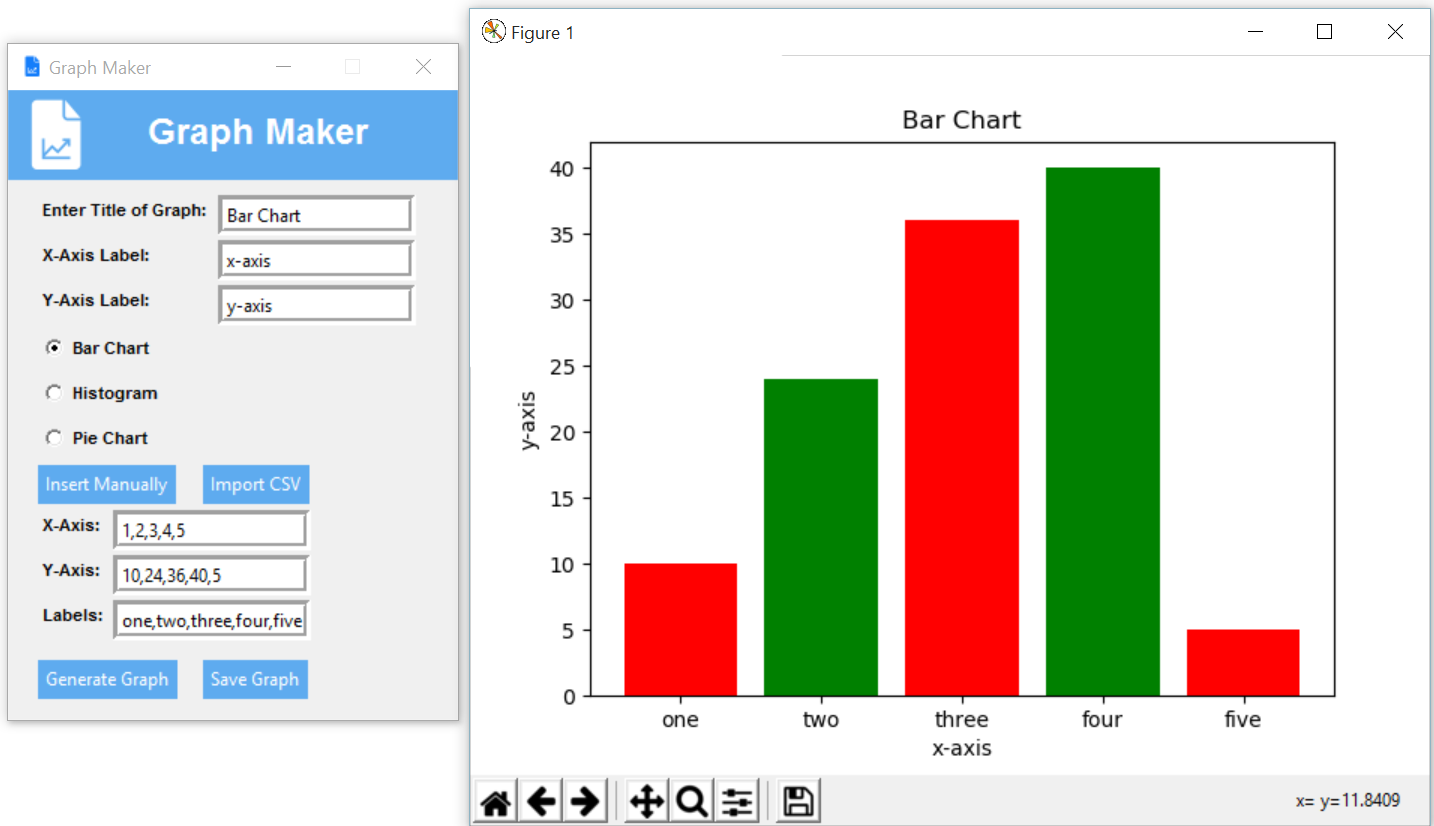 Graph Maker
Graph Maker
Enter Title of Graph: Bar Chart
X-Axis Label: x-axis
Y-Axis Label: y-axis
Bar Chart
Histogram
Pie Chart
Insert Manually Import CSV
X-Axis: 1,2,3,4,5
Y-Axis: 10,24,36,40,5
Labels: one,two,three,four,five
Generate Graph Save Graph
Figure 1
Bar Chart
40
35
30
25
20
15
10
5
0
y-axis
one two three four five
x-axis
x= y=11.8409